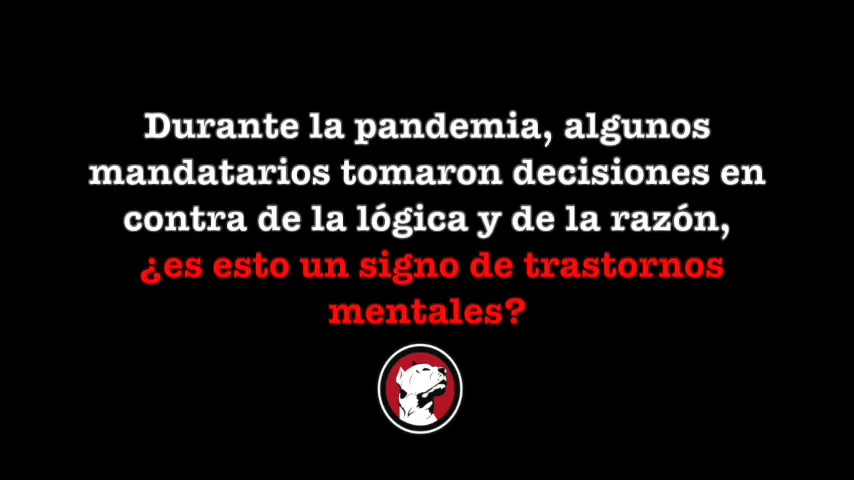 Durante la pandemia, algunos
mandatarios tomaron decisiones en
contra de la lógica y de la razón,
¿es esto un signo de trastornos
mentales?